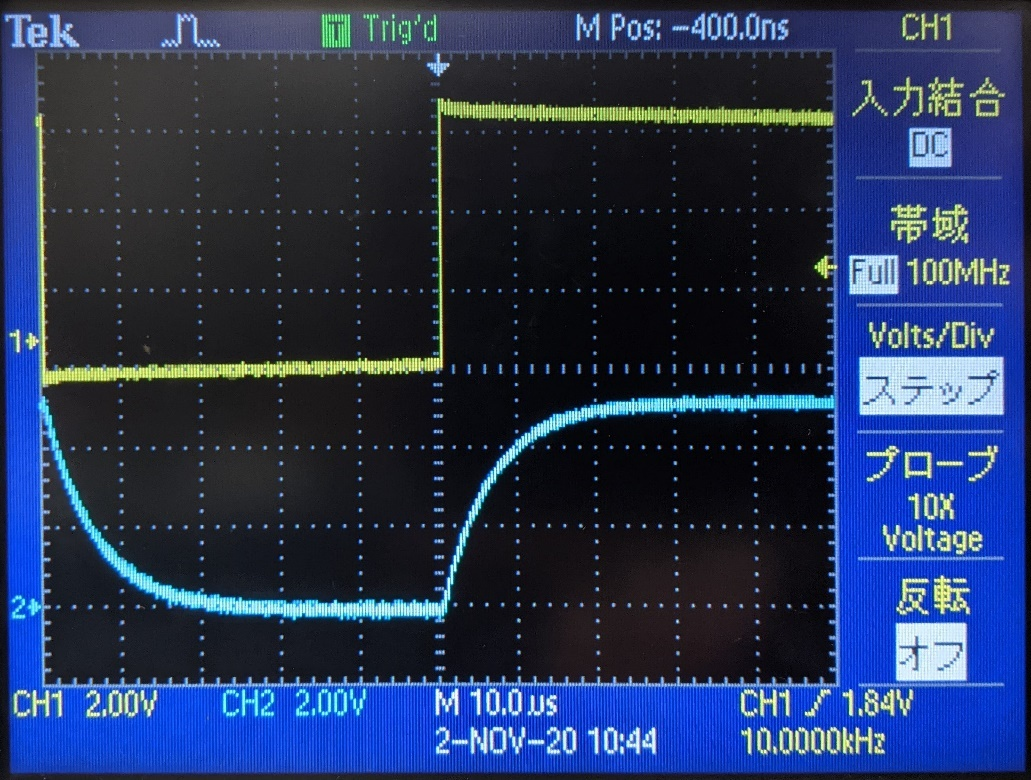 Tek Trig'd M Pos: -400.0ns CH1
入力結合
DC
帯域
Full 100MHz
Volts/Div
ステップ
プローブ
10X
Voltage
反転
オフ
1
2
CH1 2.00V CH2 2.00V M 10.0µs CH1 / 1.84V
2-NOV-20 10:44 10.0000kHz